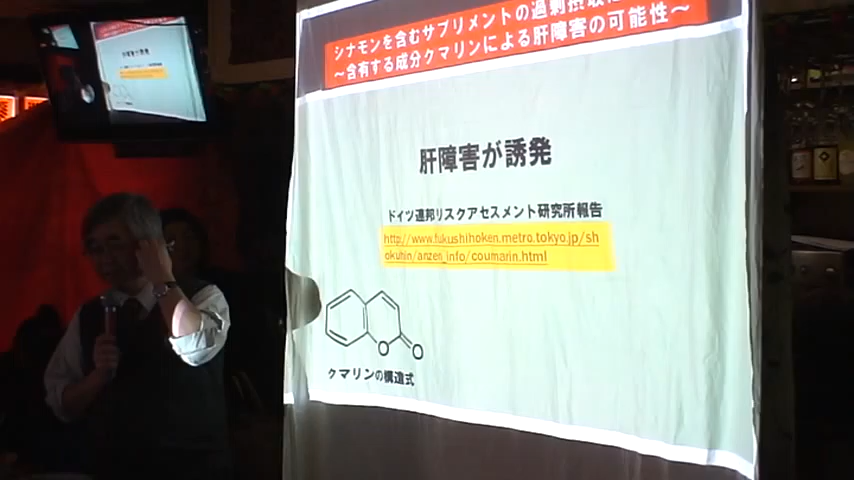 シナモンを含むサプリメントの過剰摂取
～含有する成分クマリンによる肝障害の可能性～
肝障害が誘発
ドイツ連邦リスクアセスメント研究所報告
http://www.fukushihoken.metro.tokyo.jp/sh
okuhin/anzen_info/coumarin.html
O
O
クマリンの構造式